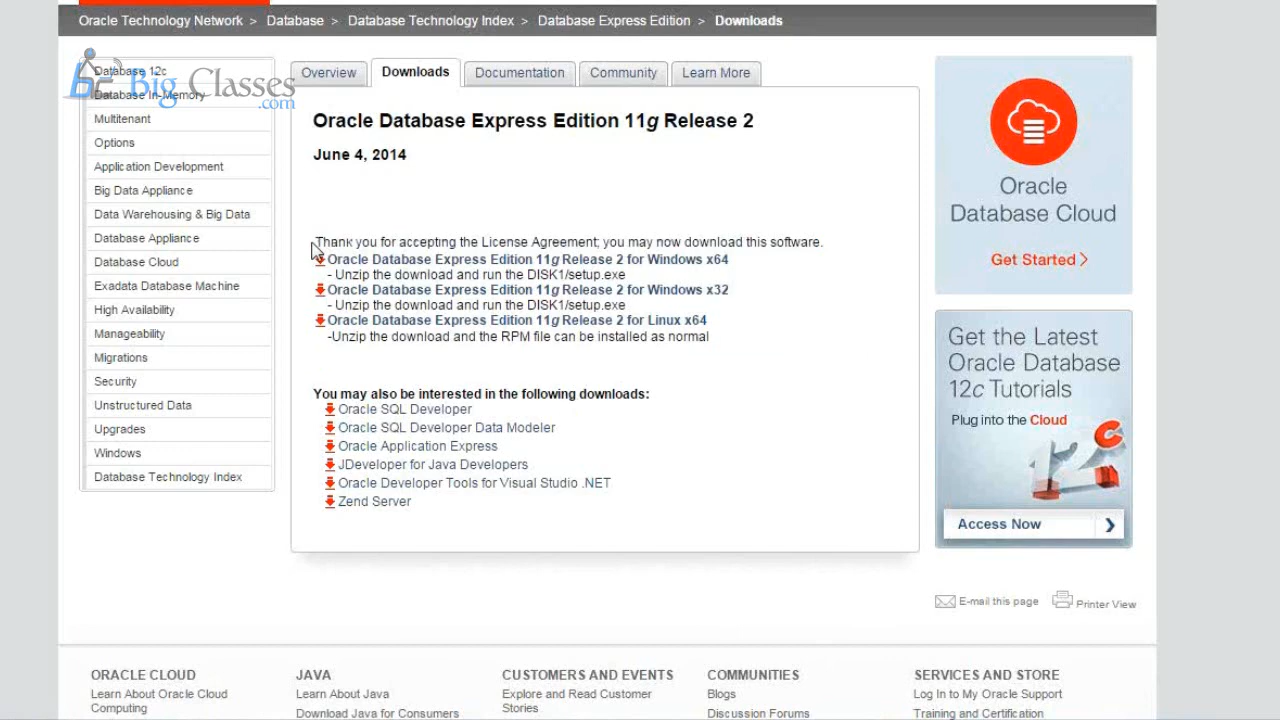 Oracle Technology Network > Database > Database Technology Index > Database Express Edition > Downloads
Big Classes
.com
Database 12c
Database In-Memory
Multitenant
Options
Application Development
Big Data Appliance
Data Warehousing & Big Data
Database Appliance
Database Cloud
Exadata Database Machine
High Availability
Manageability
Migrations
Security
Unstructured Data
Upgrades
Windows
Database Technology Index
Overview
Downloads
Documentation
Community
Learn More
Oracle Database Express Edition 11g Release 2
June 4, 2014
Thank you for accepting the License Agreement; you may now download this software.
Oracle Database Express Edition 11g Release 2 for Windows x64
- Unzip the download and run the DISK1/setup.exe
Oracle Database Express Edition 11g Release 2 for Windows x32
- Unzip the download and run the DISK1/setup.exe
Oracle Database Express Edition 11g Release 2 for Linux x64
-Unzip the download and the RPM file can be installed as normal
You may also be interested in the following downloads:
Oracle SQL Developer
Oracle SQL Developer Data Modeler
Oracle Application Express
JDeveloper for Java Developers
Oracle Developer Tools for Visual Studio .NET
Zend Server
Oracle
Database Cloud
Get Started
Get the Latest
Oracle Database
12c Tutorials
Plug into the Cloud
12c
Access Now
E-mail this page
Printer View
ORACLE CLOUD
Learn About Oracle Cloud
Computing
JAVA
Learn About Java
Download Java for Consumers
CUSTOMERS AND EVENTS
Explore and Read Customer
Stories
COMMUNITIES
Blogs
Discussion Forums
SERVICES AND STORE
Log In to My Oracle Support
Training and Certification